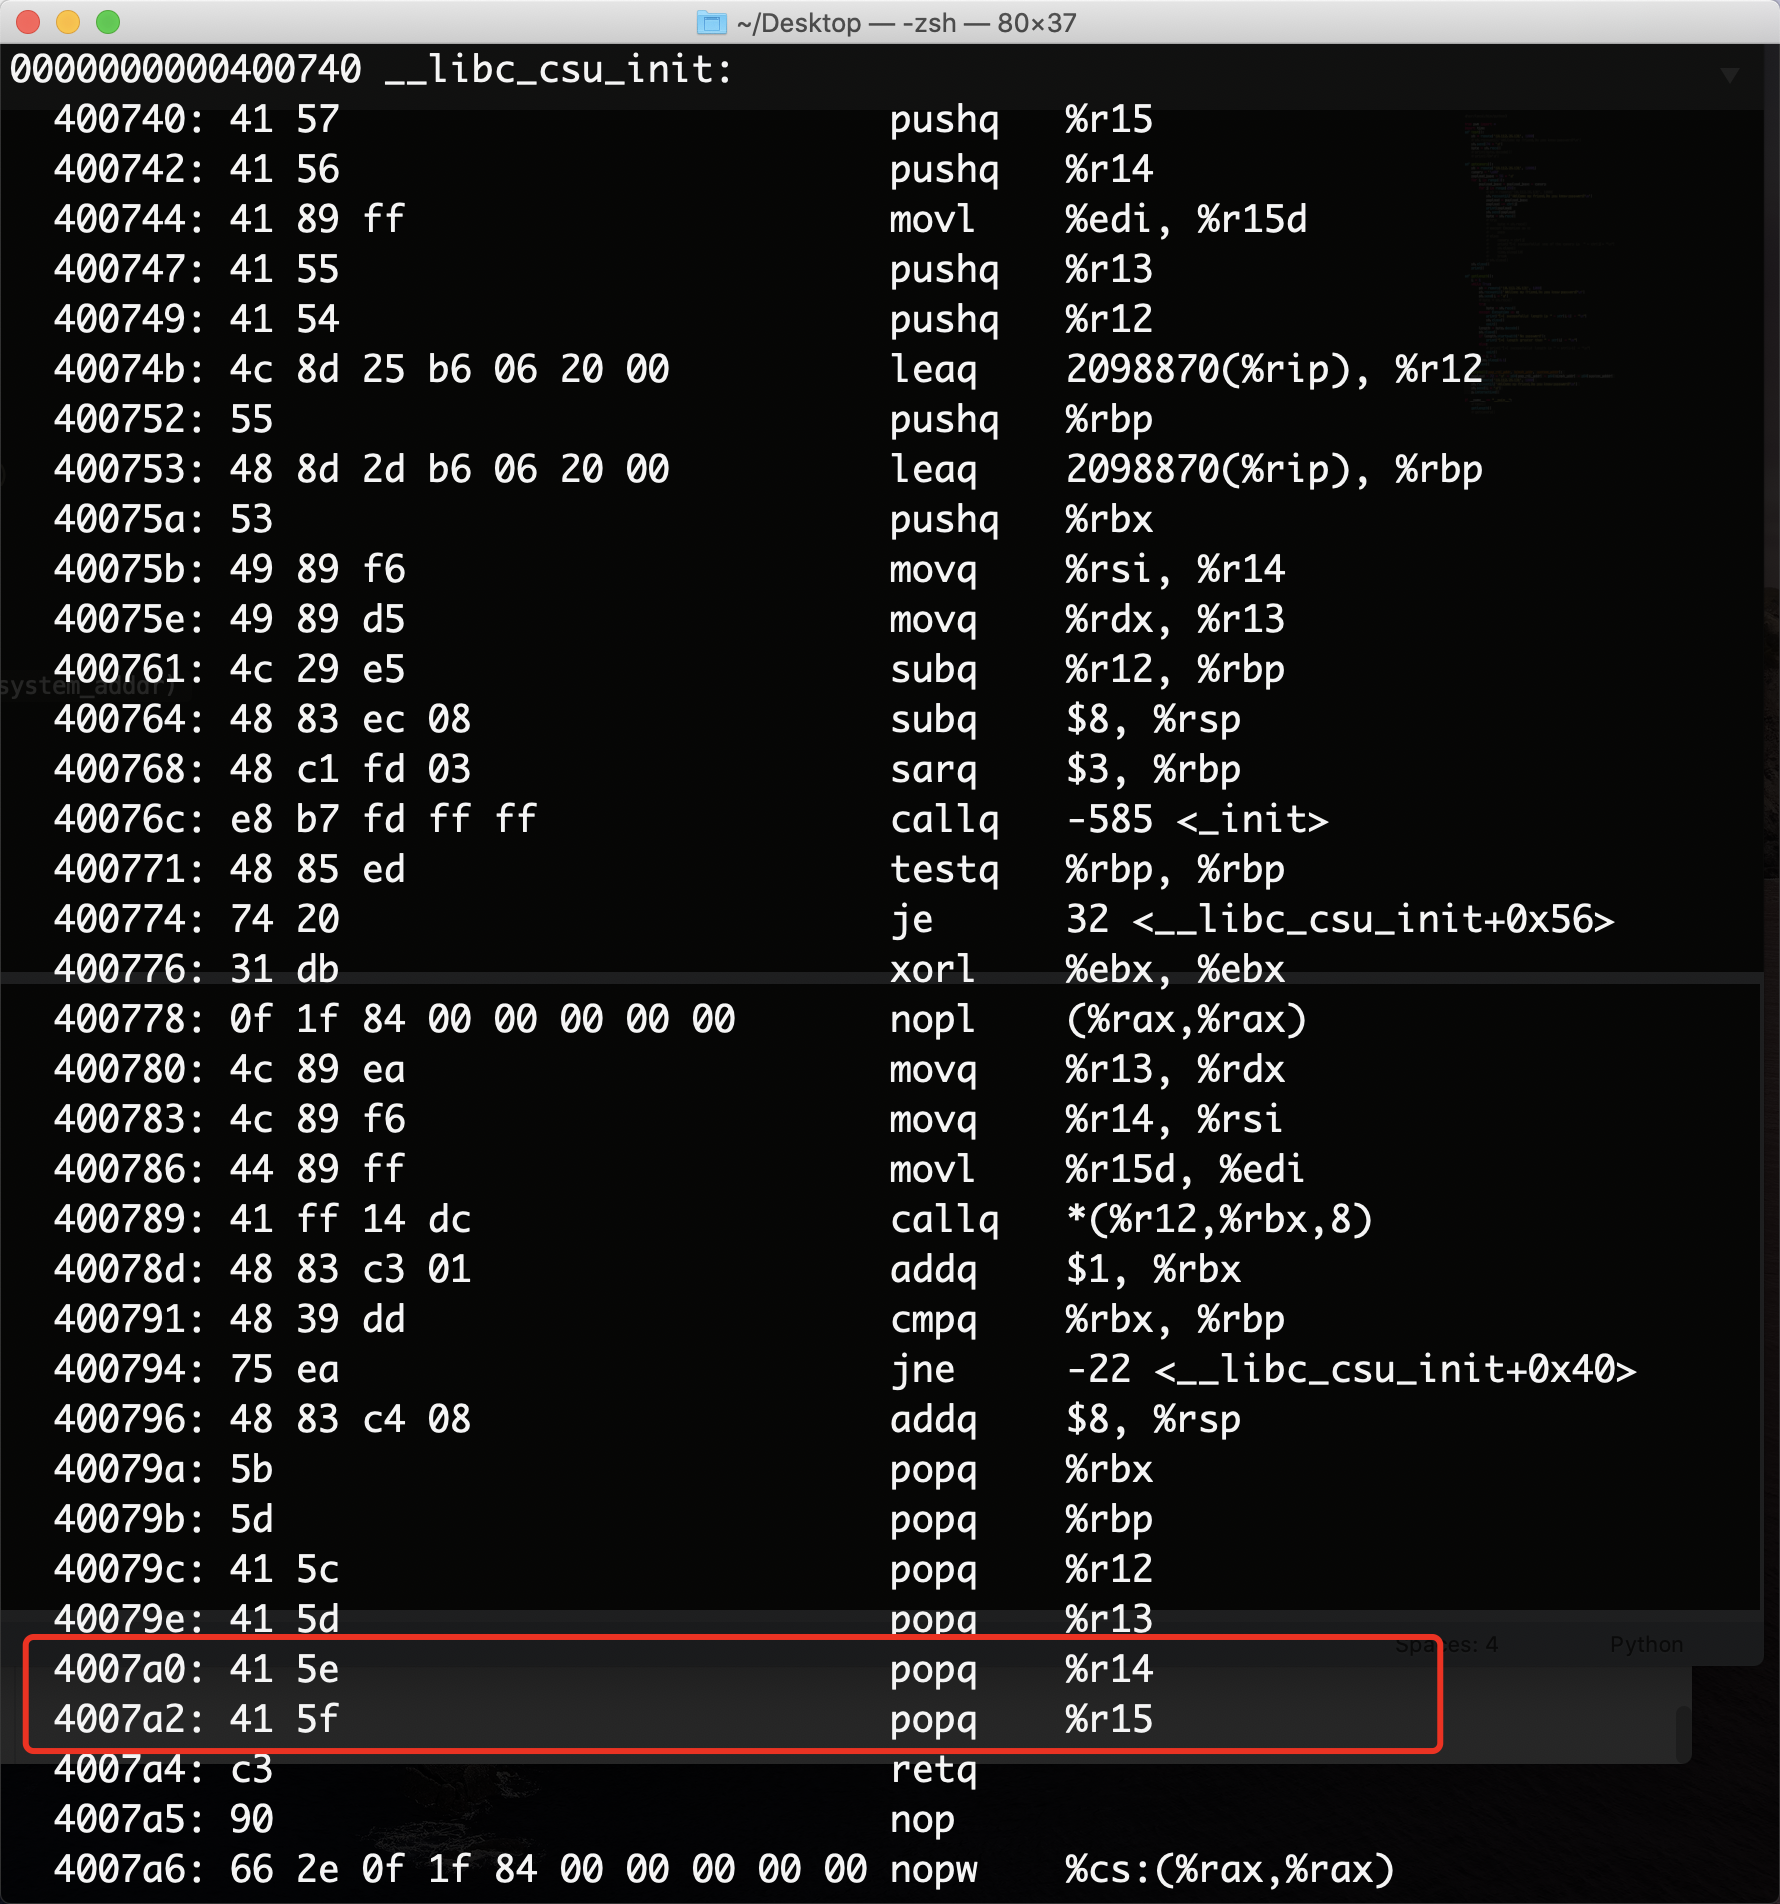 ~/Desktop — -zsh — 80×37
0000000000400740 __libc_csu_init:
400740: 41 57 pushq %r15
400742: 41 56 pushq %r14
400744: 41 89 ff movl %edi, %r15d
400747: 41 55 pushq %r13
400749: 41 54 pushq %r12
40074b: 4c 8d 25 b6 06 20 00 leaq 2098870(%rip), %r12
400752: 55 pushq %rbp
400753: 48 8d 2d b6 06 20 00 leaq 2098870(%rip), %rbp
40075a: 53 pushq %rbx
40075b: 49 89 f6 movq %rsi, %r14
40075e: 49 89 d5 movq %rdx, %r13
400761: 4c 29 e5 subq %r12, %rbp
system_addr)
400764: 48 83 ec 08 subq $8, %rsp
400768: 48 c1 fd 03 sarq $3, %rbp
40076c: e8 b7 fd ff ff callq -585 <_init>
400771: 48 85 ed testq %rbp, %rbp
400774: 74 20 je 32 <__libc_csu_init+0x56>
400776: 31 db xorl %ebx, %ebx
400778: 0f 1f 84 00 00 00 00 00 nopl (%rax,%rax)
400780: 4c 89 ea movq %r13, %rdx
400783: 4c 89 f6 movq %r14, %rsi
400786: 44 89 ff movl %r15d, %edi
400789: 41 ff 14 dc callq *(%r12,%rbx,8)
40078d: 48 83 c3 01 addq $1, %rbx
400791: 48 39 dd cmpq %rbx, %rbp
400794: 75 ea jne -22 <__libc_csu_init+0x40>
400796: 48 83 c4 08 addq $8, %rsp
40079a: 5b popq %rbx
40079b: 5d popq %rbp
40079c: 41 5c popq %r12
40079e: 41 5d popq %r13
Spaces: 4 Python
4007a0: 41 5e popq %r14
4007a2: 41 5f popq %r15
4007a4: c3 retq
4007a5: 90 nop
4007a6: 66 2e 0f 1f 84 00 00 00 00 00 nopw %cs:(%rax,%rax)